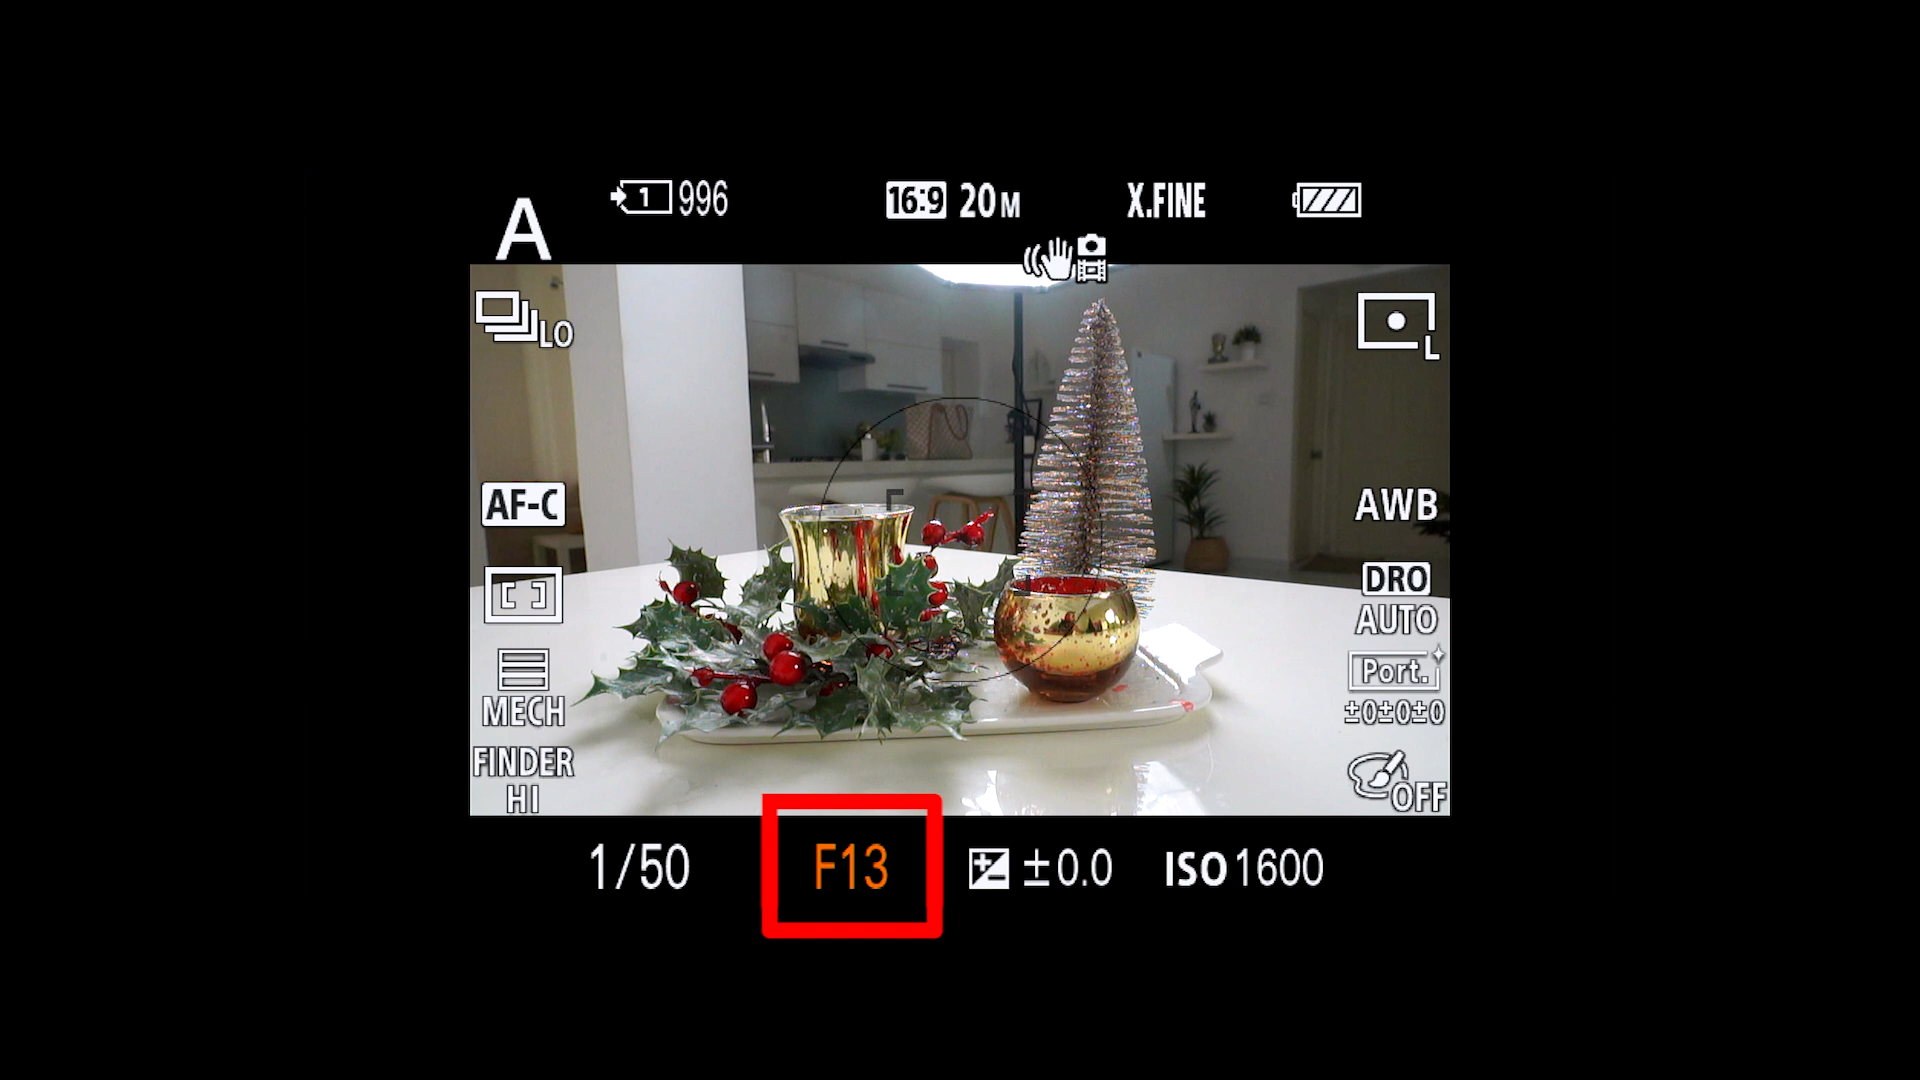 A
1 996
16:9 20M
X.FINE
LO
L
AF-C
AWB
DRO
AUTO
MECH
Port.
±0±0±0
FINDER
HI
OFF
1/50
F13
±0.0
ISO 1600